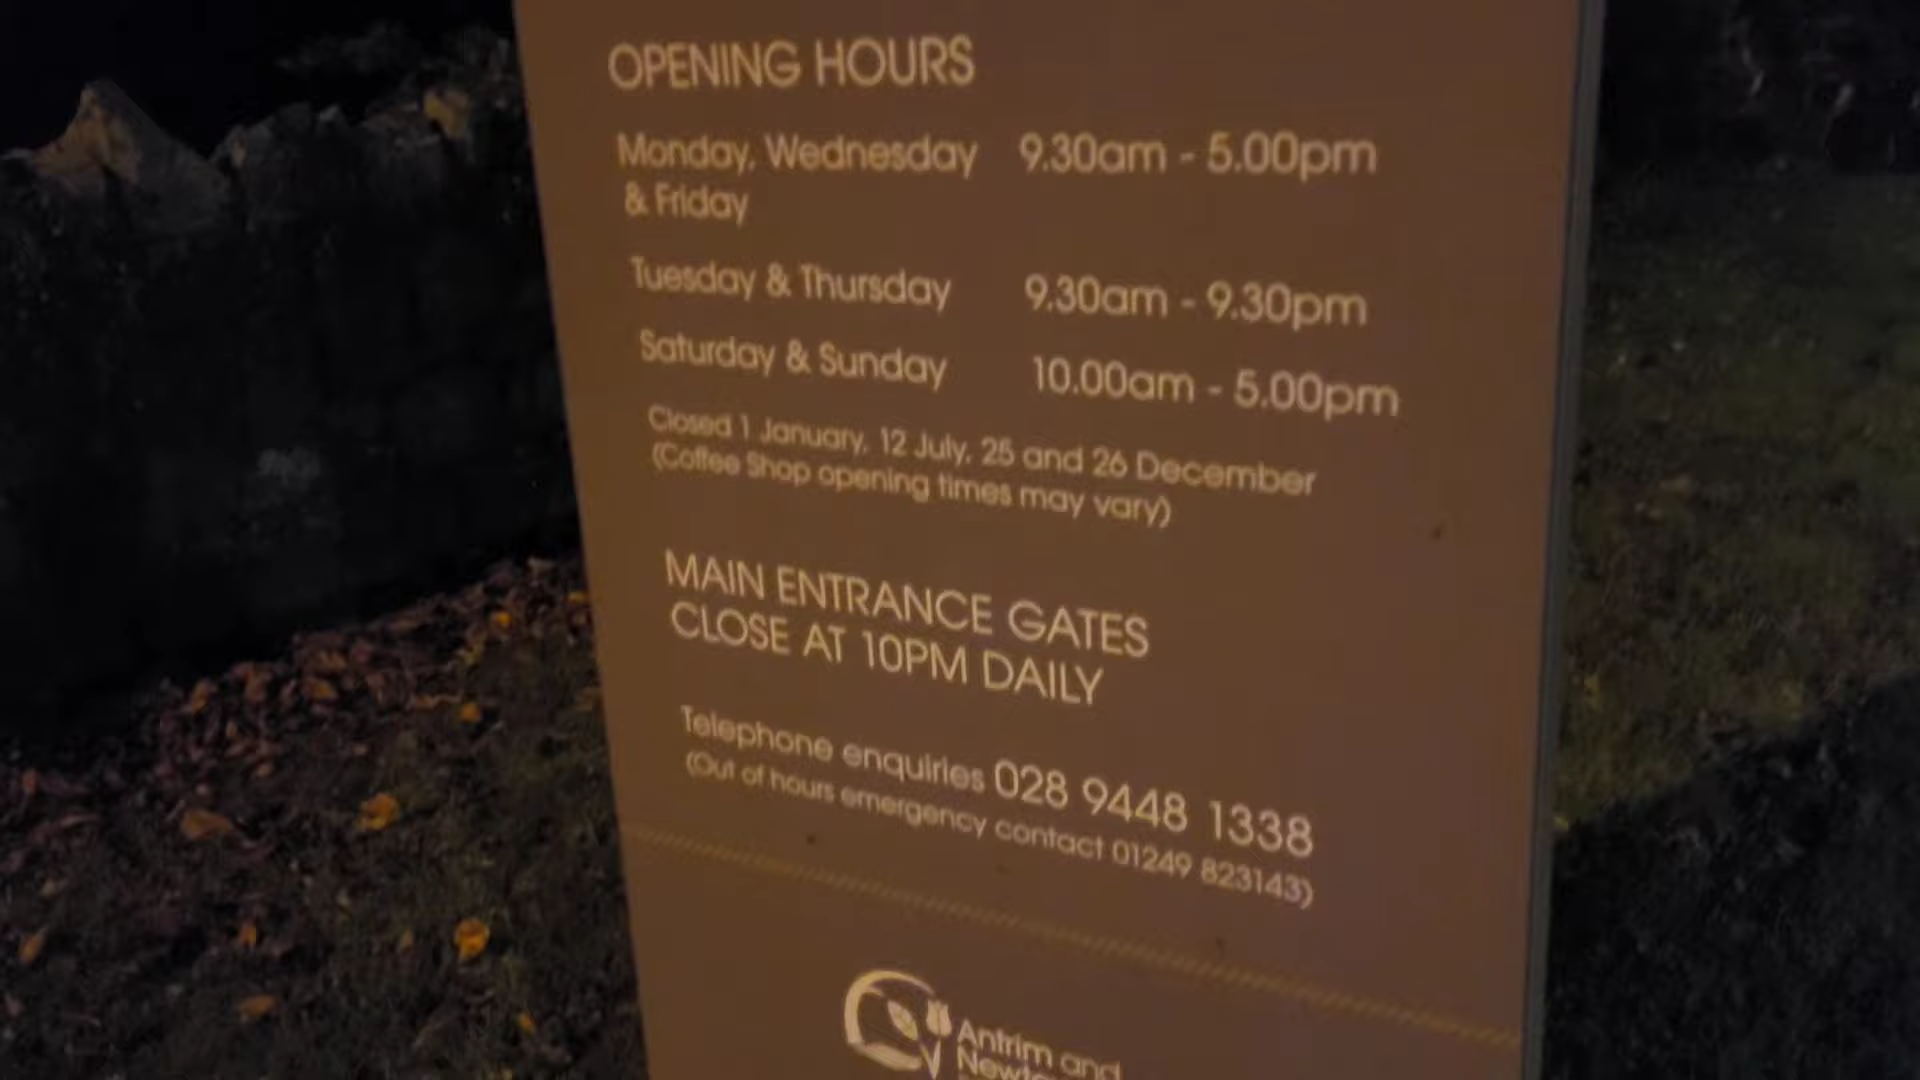 OPENING HOURS
Monday, Wednesday 9.30am - 5.00pm
& Friday
Tuesday & Thursday 9.30am - 9.30pm
Saturday & Sunday 10.00am - 5.00pm
Closed 1 January, 12 July, 25 and 26 December
(Coffee Shop opening times may vary)
MAIN ENTRANCE GATES
CLOSE AT 10PM DAILY
Telephone enquiries 028 9448 1338
(Out of hours emergency contact 01249 823143)
Antrim and